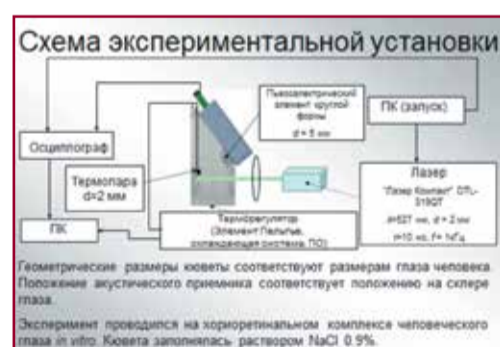 Схема экспериментальной установки
Пьезоэлектрический
элемент круглой
формы
d = 5 мм
ПК (запуск)
Осциллограф
Термопара
d=2 мм
Лазер
"Лазер Компакт" DTL-
319QT
λ=527 нм, d = 2 мм
f = 1кГц
ПК
Терморегулятор
(Элемент Пельтье,
охлаждающая система, ПО)
Геометрические размеры кюветы соответствуют размерам глаза человека.
Положение акустического приемника соответствует положению на склере
глаза.
Эксперимент проводился на хориоретинальном комплексе человеческого
глаза in vitro. Кювета заполнялась раствором NaCl 0.9%.